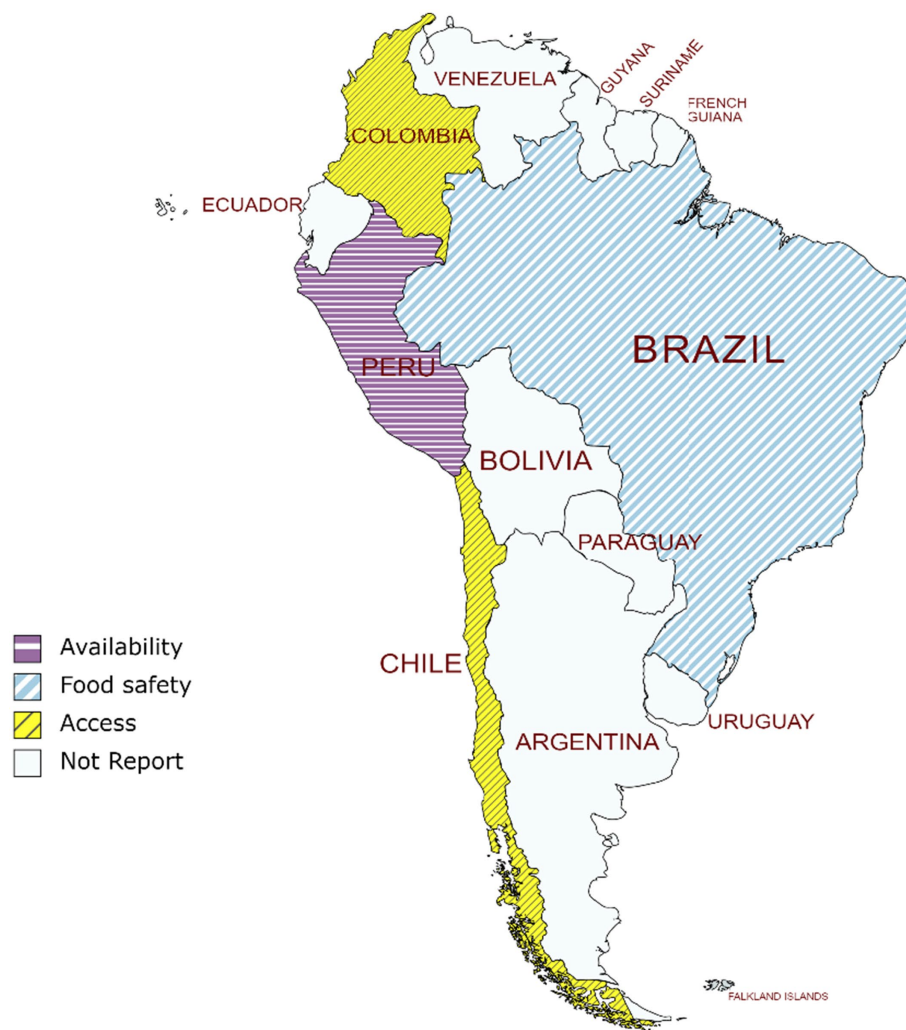 VENEZUELA
GUYANA
SURINAME
FRENCH
GUIANA
COLOMBIA
ECUADOR
PERU
BRAZIL
BOLIVIA
PARAGUAY
CHILE
ARGENTINA
URUGUAY
Availability
Food safety
Access
Not Report
FALKLAND ISLANDS